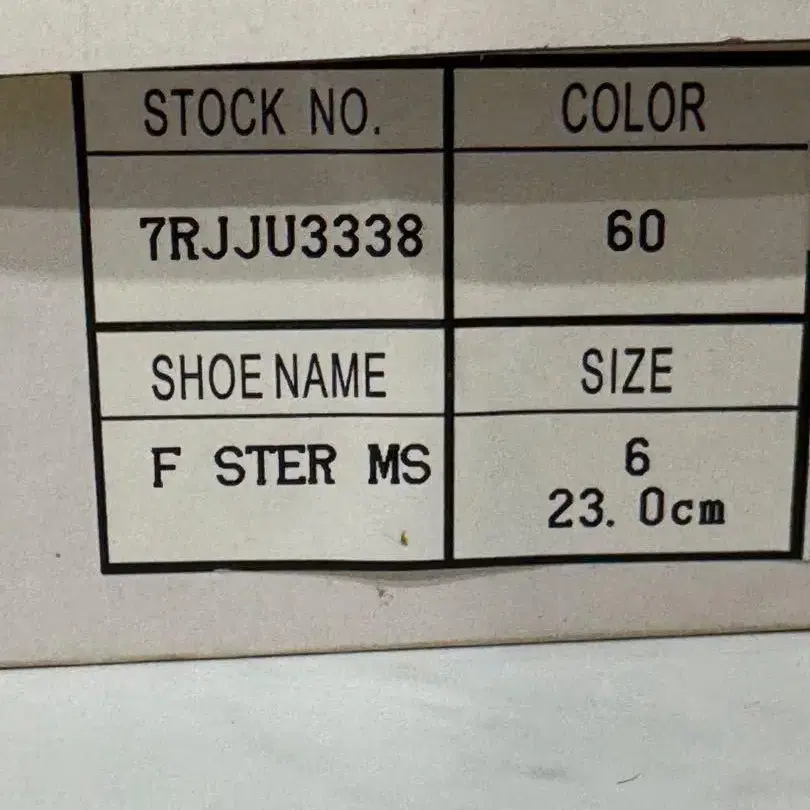 STOCK NO. COLOR
7RJJU3338 60
SHOE NAME SIZE
F STER MS 6
23.0cm